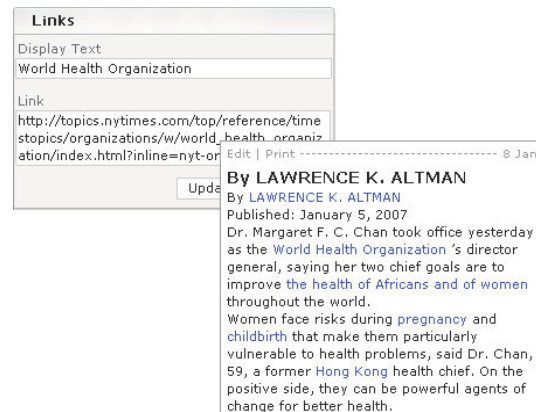 Links
Display Text
World Health Organization
Link
http://topics.nytimes.com/top/reference/time
stopics/organizations/w/world_health_organiz
ation/index.html?inline=nyt-or
Edit | Print 8 Jan
By LAWRENCE K. ALTMAN
By LAWRENCE K. ALTMAN
Published: January 5, 2007
Dr. Margaret F. C. Chan took office yesterday
as the World Health Organization 's director
general, saying her two chief goals are to
improve the health of Africans and of women
throughout the world.
Women face risks during pregnancy and
childbirth that make them particularly
vulnerable to health problems, said Dr. Chan,
59, a former Hong Kong health chief. On the
positive side, they can be powerful agents of
change for better health.